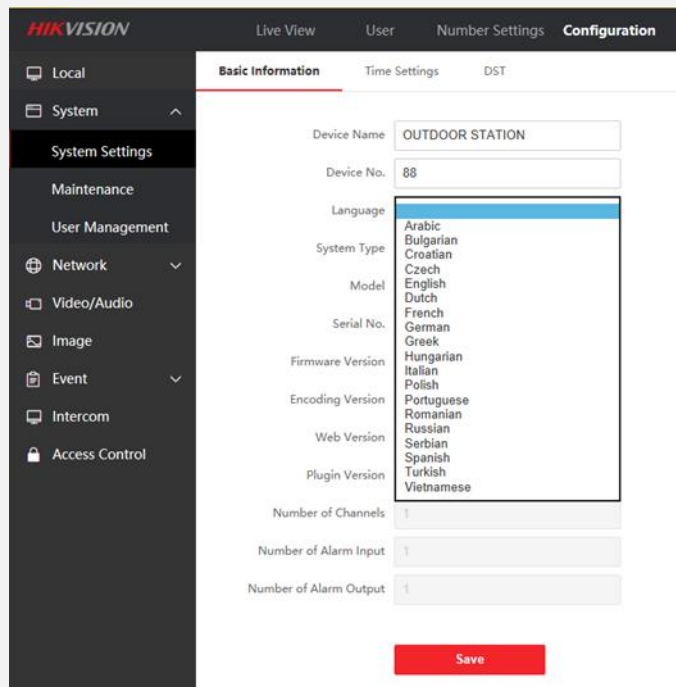 HIKVISION
Live View User Number Settings Configuration
Local
System
System Settings
Maintenance
User Management
Network
Video/Audio
Image
Event
Intercom
Access Control
Basic Information Time Settings DST
Device Name OUTDOOR STATION
Device No. 88
Language
Arabic
Bulgarian
Croatian
Czech
English
Dutch
French
German
Greek
Hungarian
Italian
Polish
Portuguese
Romanian
Russian
Serbian
Spanish
Turkish
Vietnamese
System Type
Model
Serial No.
Firmware Version
Encoding Version
Web Version
Plugin Version
Number of Channels 1
Number of Alarm Input 1
Number of Alarm Output 1
Save